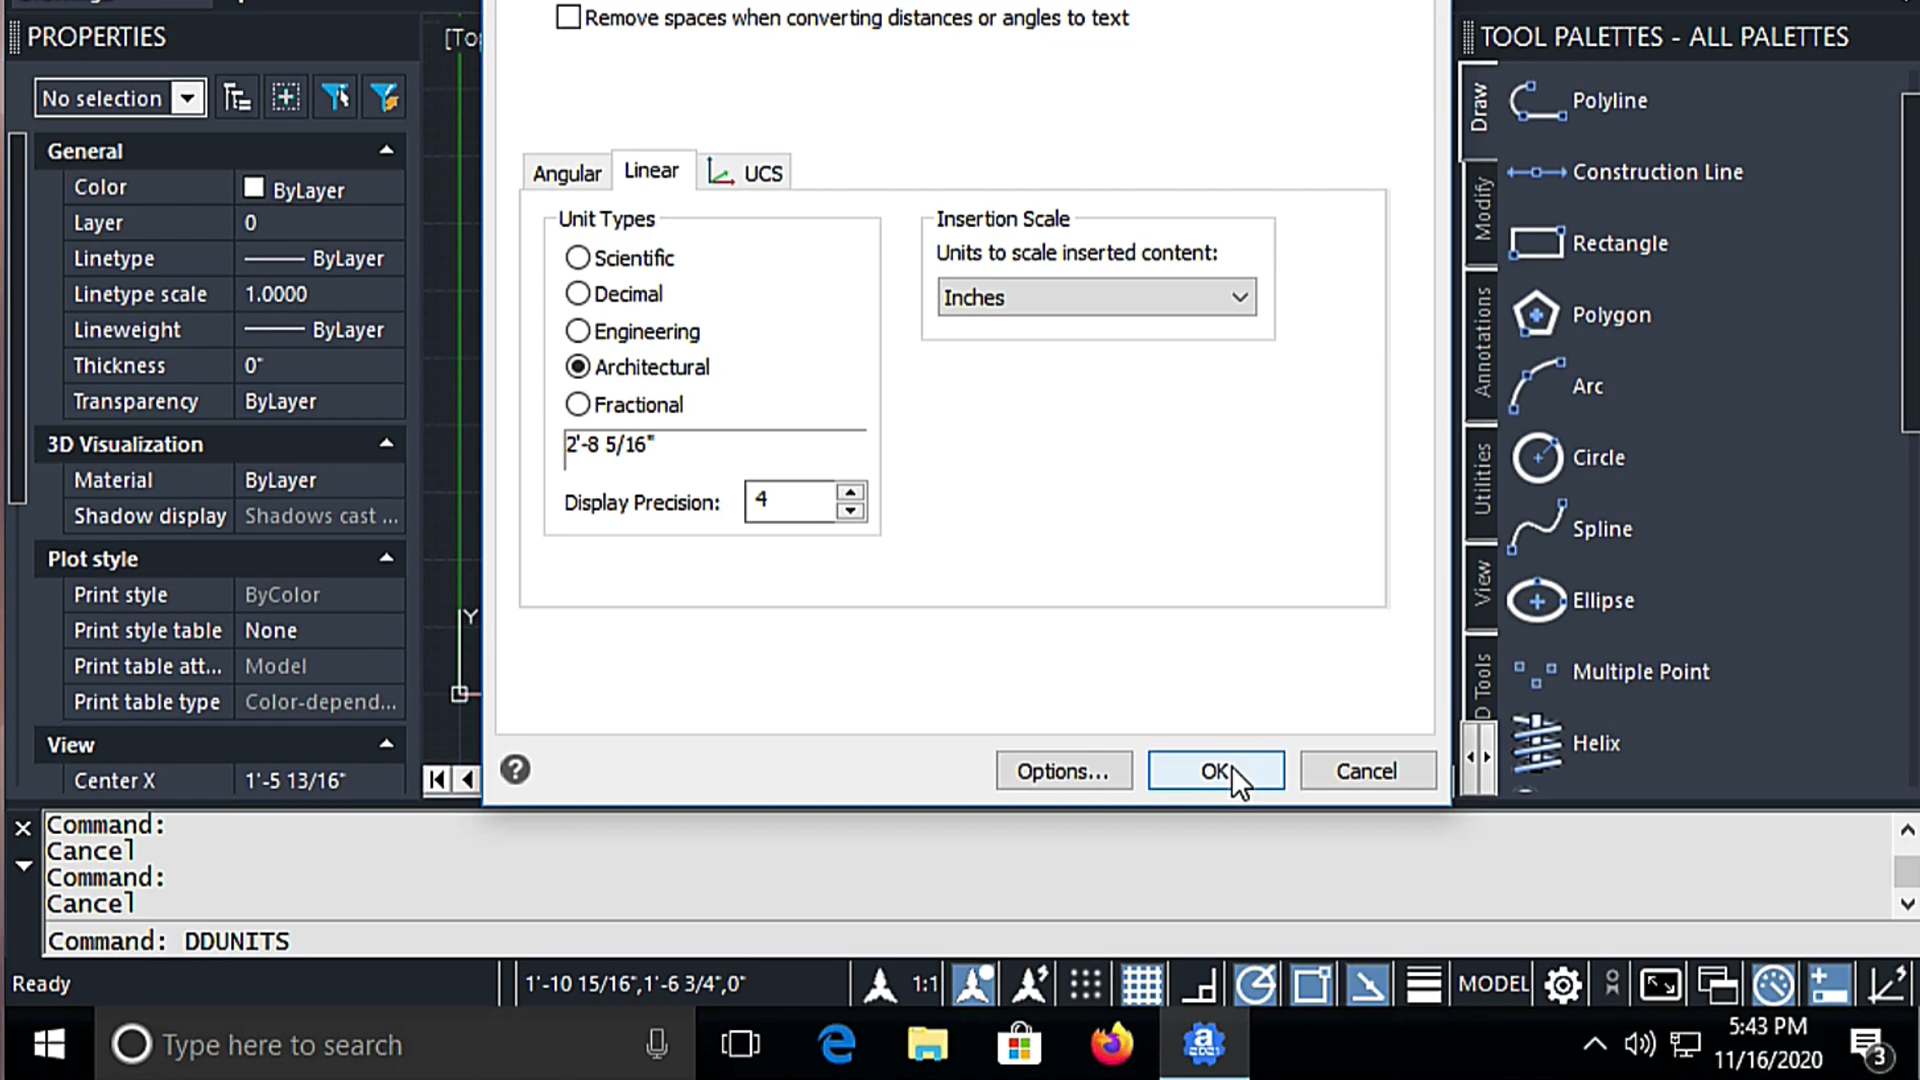 Remove spaces when converting distances or angles to text
PROPERTIES
[To
TOOL PALETTES - ALL PALETTES
No selection
General
Color ByLayer
Layer 0
Linetype ByLayer
Linetype scale 1.0000
Lineweight ByLayer
Thickness 0"
Transparency ByLayer
3D Visualization
Material ByLayer
Shadow display Shadows cast ...
Plot style
Print style ByColor
Print style table None
Print table att... Model
Print table type Color-depend...
View
Center X 1'-5 13/16"
Y
Angular
Linear
UCS
Unit Types
Scientific
Decimal
Engineering
Architectural
Fractional
2'-8 5/16"
Display Precision: 4
Insertion Scale
Units to scale inserted content:
Inches
Options...
OK
Cancel
Draw
Modify
Annotations
Utilities
View
D Tools
Polyline
Construction Line
Rectangle
Polygon
Arc
Circle
Spline
Ellipse
Multiple Point
Helix
Command:
Cancel
Command:
Cancel
Command: DDUNITS
Ready
1'-10 15/16",1'-6 3/4",0"
1:1
MODEL
Type here to search
a
2021
5:43 PM
11/16/2020
3